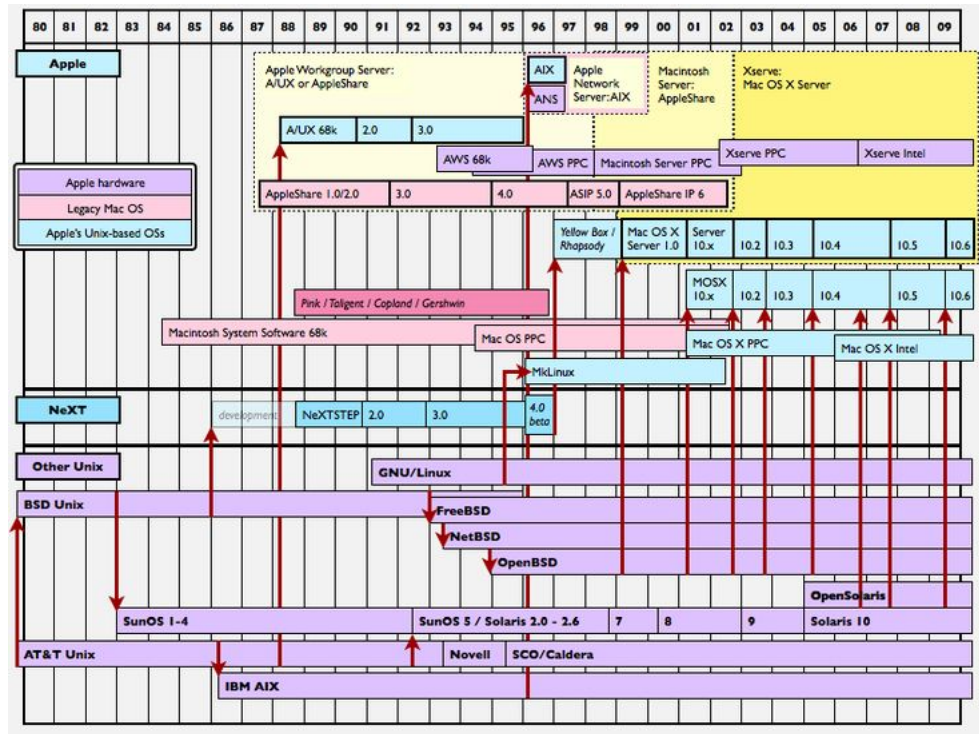 80 81 82 83 84 85 86 87 88 89 90 91 92 93 94 95 96 97 98 99 00 01 02 03 04 05 06 07 08 09
Apple
Apple Workgroup Server:
A/UX or AppleShare
AIX
ANS
Apple
Network
Server:AIX
Macintosh
Server:
AppleShare
Xserve:
Mac OS X Server
A/UX 68k
2.0
3.0
AWS 68k
AWS PPC
Macintosh Server PPC
Xserve PPC
Xserve Intel
Apple hardware
Legacy Mac OS
Apple's Unix-based OSs
AppleShare 1.0/2.0
3.0
4.0
ASIP 5.0
AppleShare IP 6
Yellow Box /
Rhapsody
Mac OS X
Server 1.0
Server
10.x
10.2
10.3
10.4
10.5
10.6
MOSX
10.x
10.2
10.3
10.4
10.5
10.6
Pink / Taligent / Copland / Gershwin
Macintosh System Software 68k
Mac OS PPC
Mac OS X PPC
Mac OS X Intel
MkLinux
NeXT
development
NeXTSTEP
2.0
3.0
4.0
beta
Other Unix
GNU/Linux
BSD Unix
FreeBSD
NetBSD
OpenBSD
OpenSolaris
SunOS 1-4
SunOS 5 / Solaris 2.0 - 2.6
7
8
9
Solaris 10
AT&T Unix
Novell
SCO/Caldera
IBM AIX